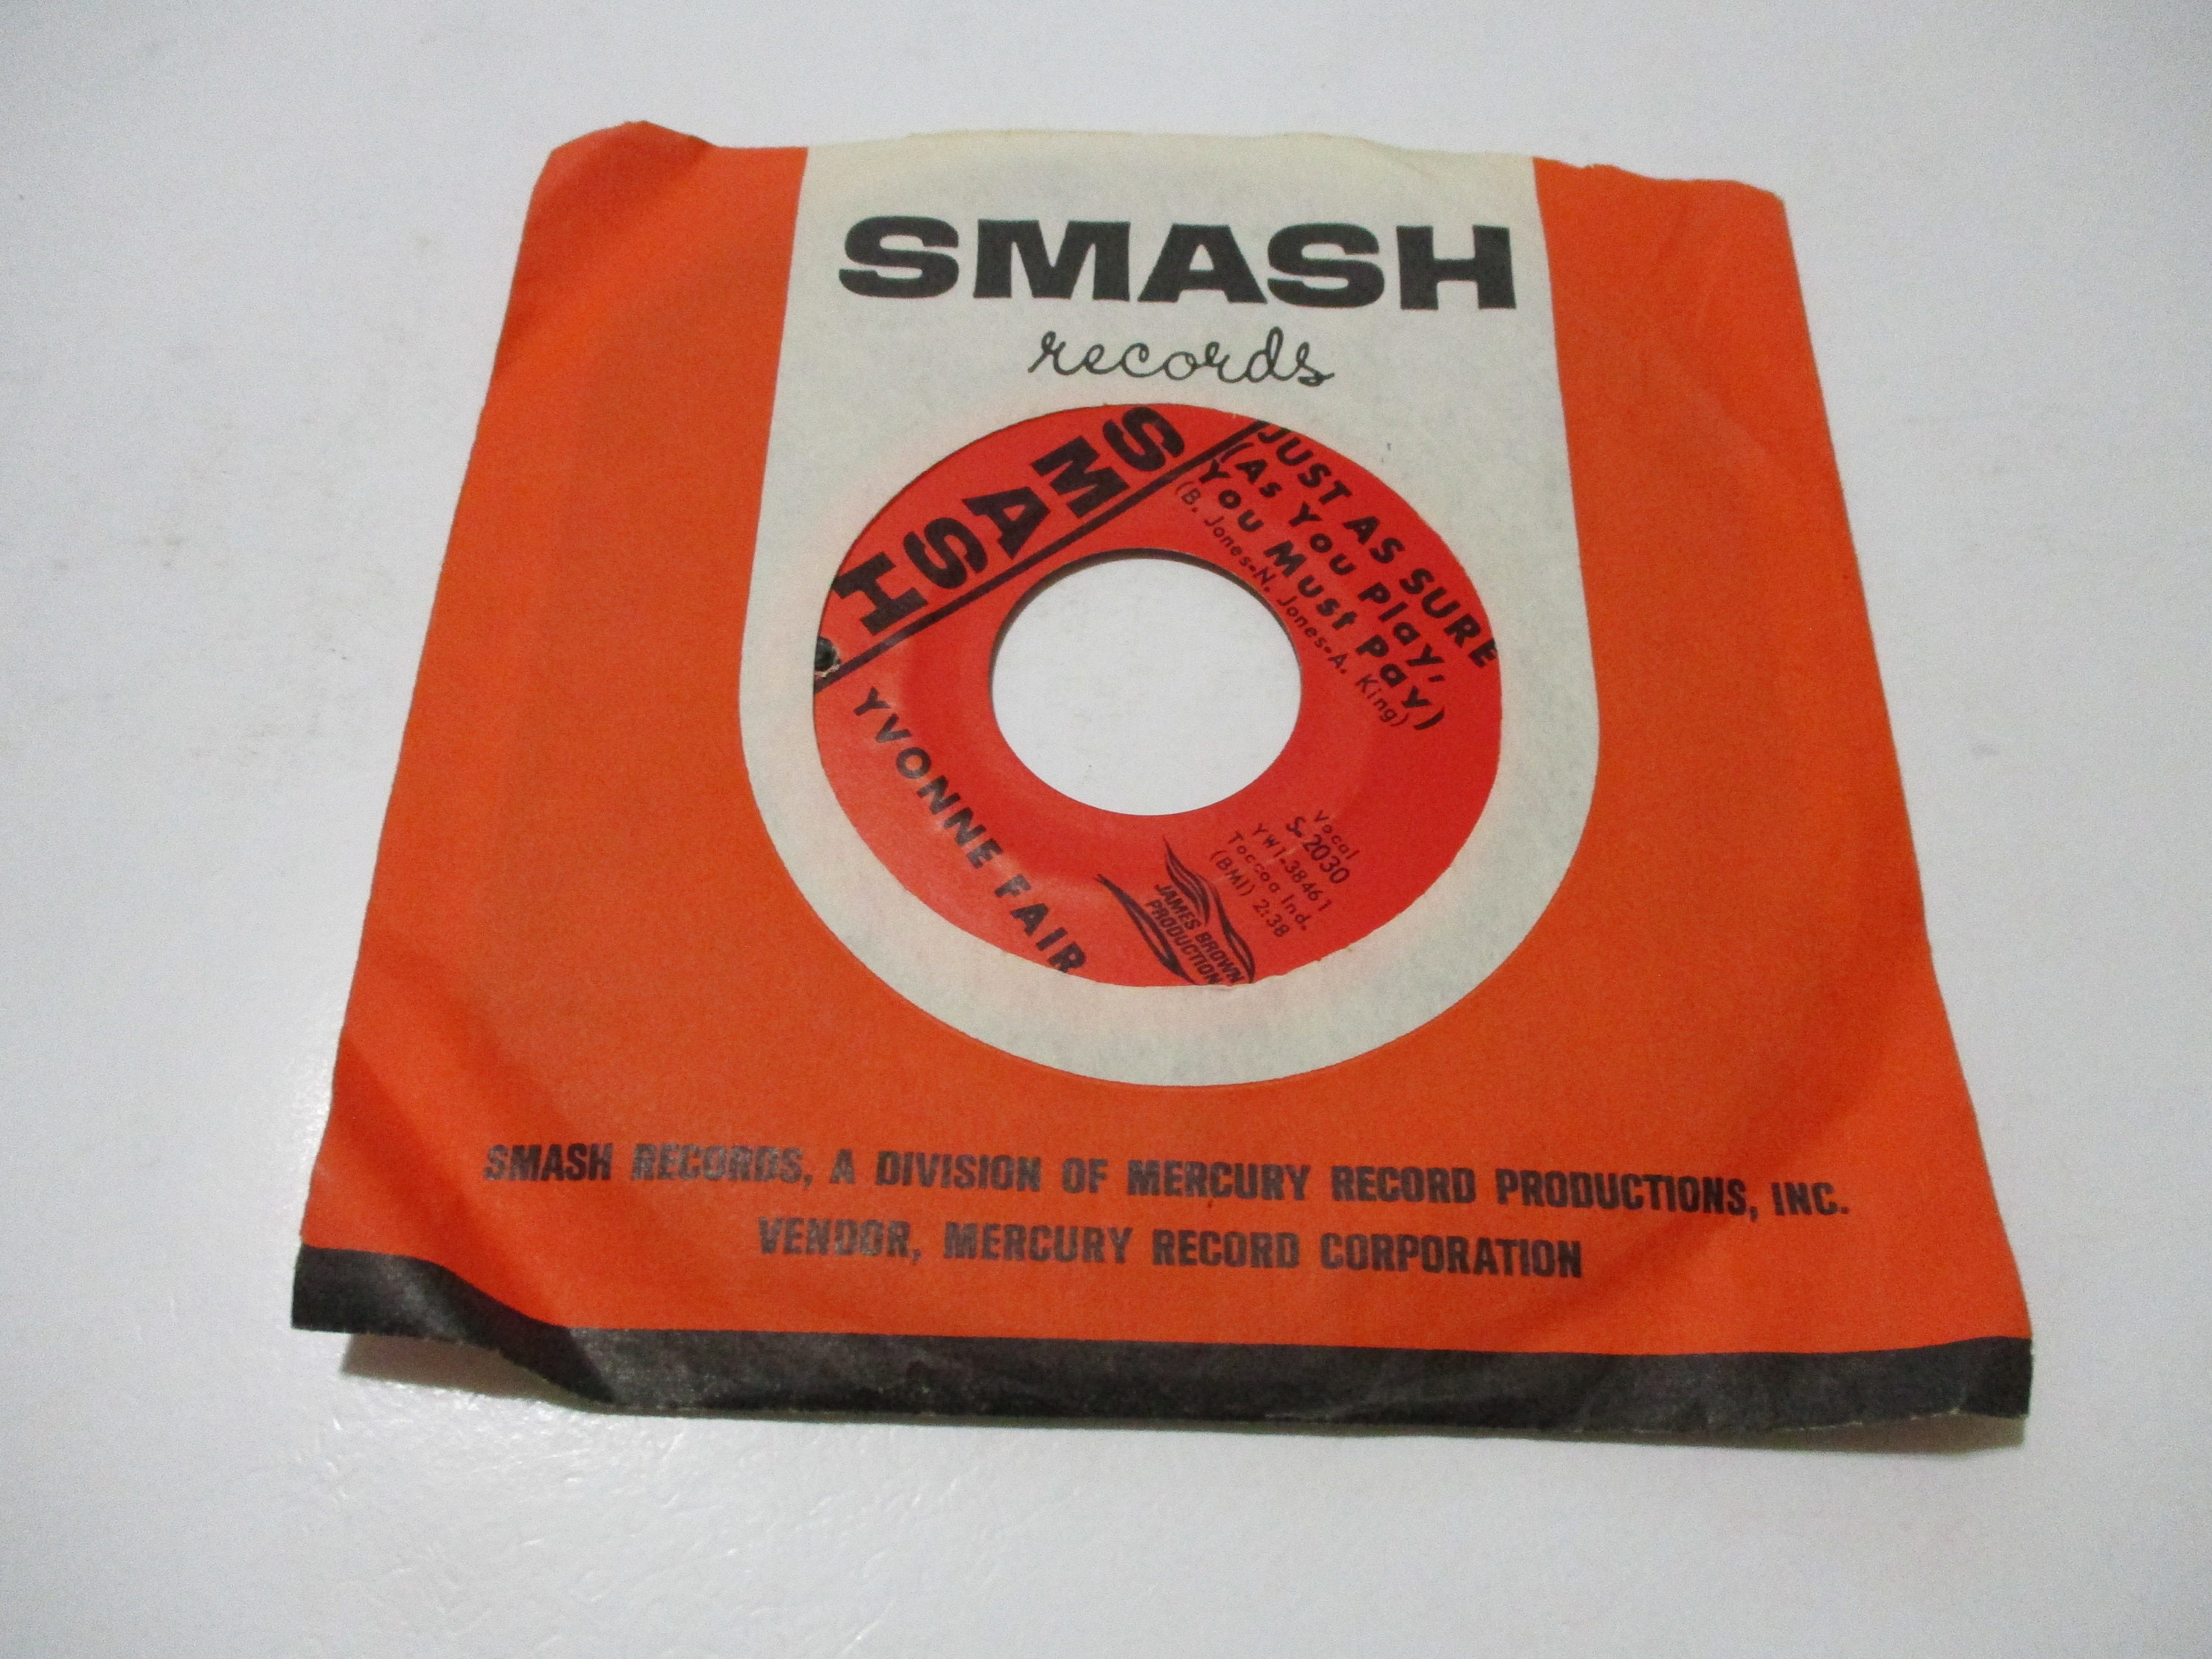 SMASH
records
SMASH
JUST AS SURE
(As You Play,
You Must Pay)
(B. Jones-N. Jones-A. King)
YVONNE FAIR
Vocal
S-2030
YW1-38461
Toccoa Ind.
(BMI) 2:38
JAMES BROWN
PRODUCTION
SMASH RECORDS, A DIVISION OF MERCURY RECORD PRODUCTIONS, INC.
VENDOR, MERCURY RECORD CORPORATION